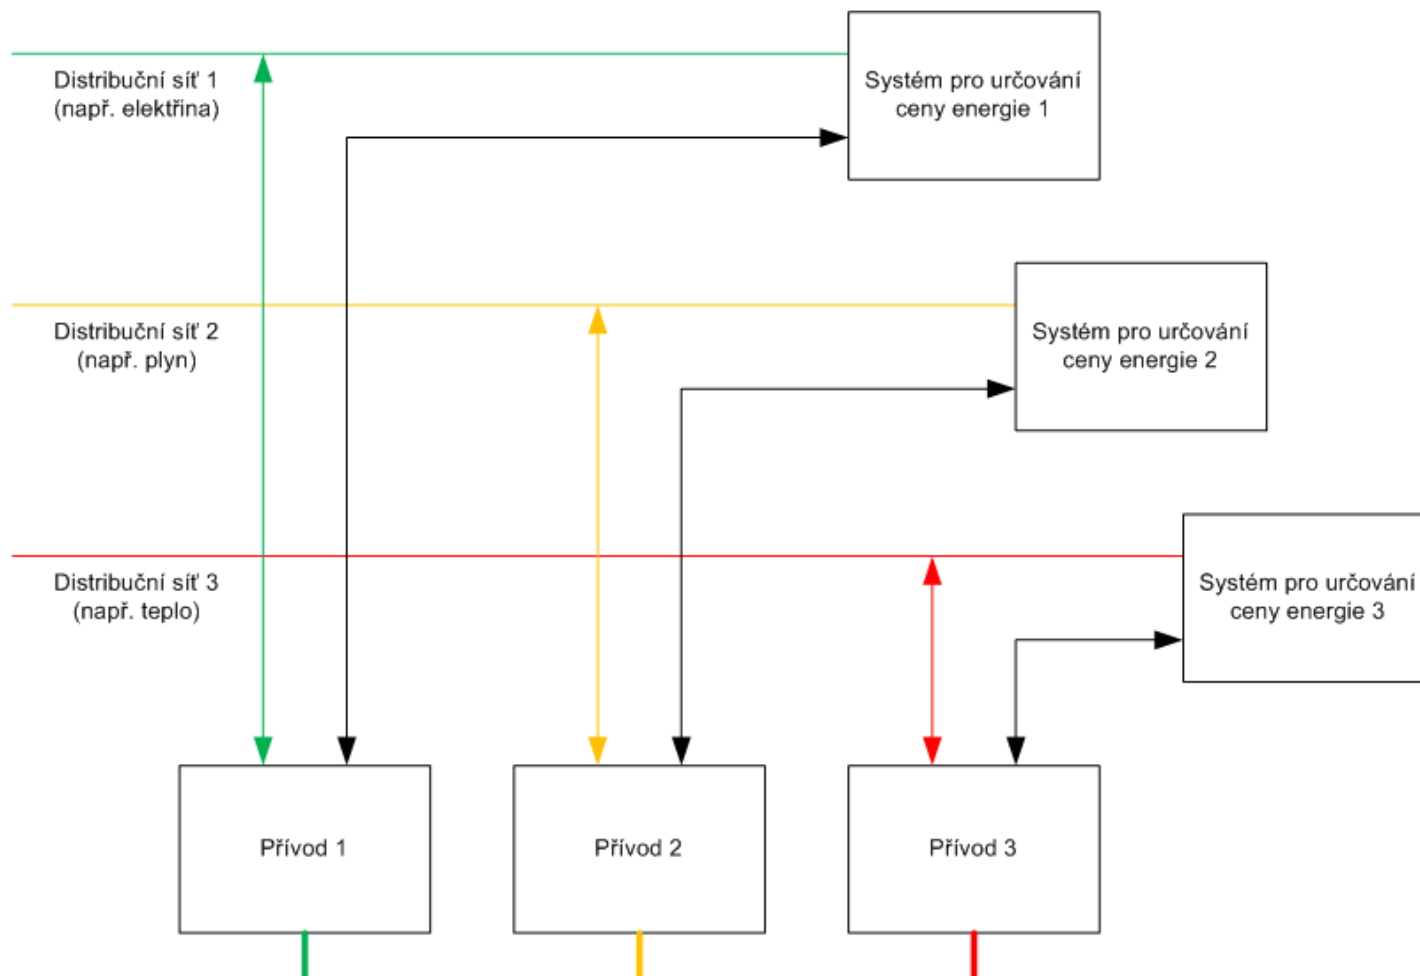 Distribuční síť 1
(např. elektřina)
Systém pro určování
ceny energie 1
Distribuční síť 2
(např. plyn)
Systém pro určování
ceny energie 2
Distribuční síť 3
(např. teplo)
Systém pro určování
ceny energie 3
Přívod 1
Přívod 2
Přívod 3